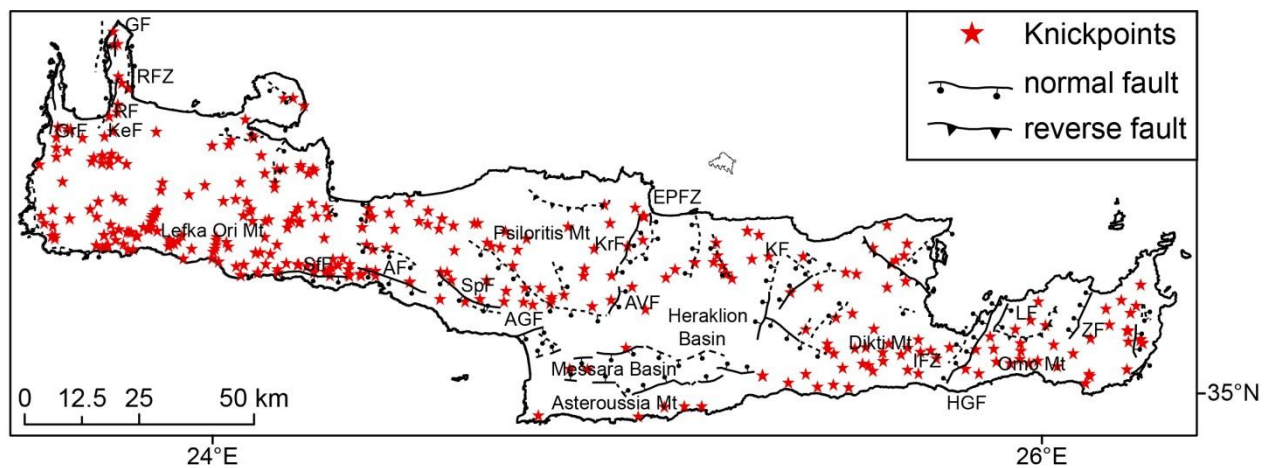 GF
RFZ
RF
GrF
KeF
Knickpoints
normal fault
reverse fault
EPFZ
Lefka Ori Mt
Psiloritis Mt
KrF
KF
SfF
AF
SpF
AGF
AVF
Heraklion
Basin
Messara Basin
Asteroussia Mt
Dikti Mt
IFZ
HGF
LF
ZF
Orno Mt
0 12.5 25 50 km
35°N
24°E
26°E